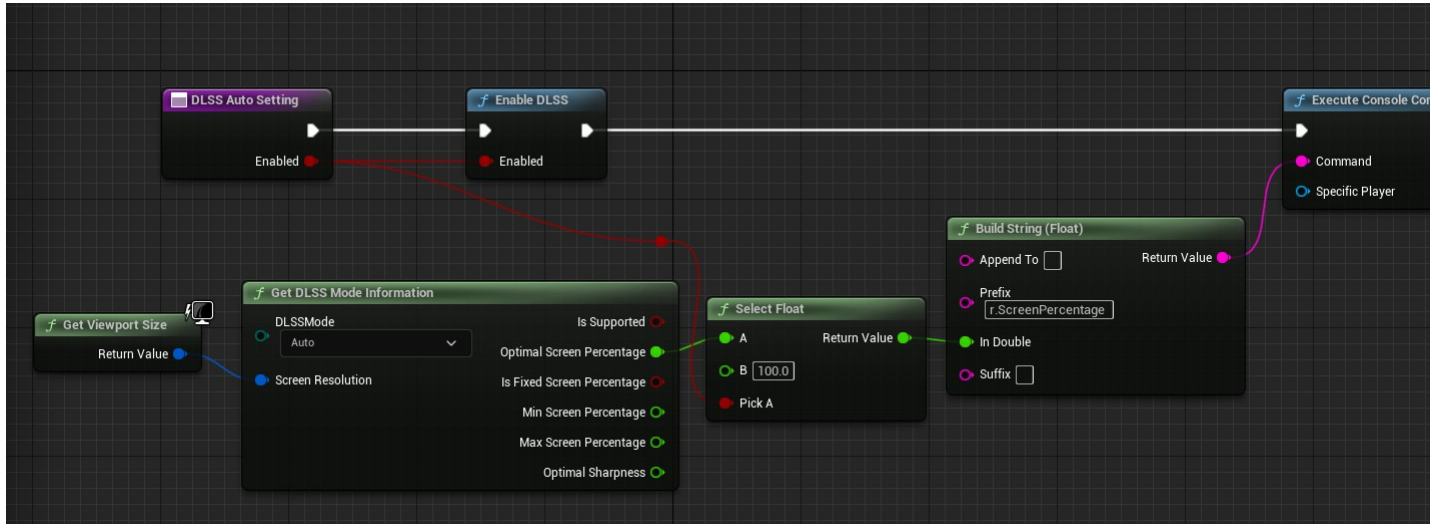 DLSS Auto Setting
Enabled
Enable DLSS
Enabled
Execute Console Con
Command
Specific Player
Build String (Float)
Append To
Return Value
Prefix
r.ScreenPercentage
In Double
Suffix
Get Viewport Size
Return Value
Get DLSS Mode Information
DLSSMode
Auto
Screen Resolution
Is Supported
Optimal Screen Percentage
Is Fixed Screen Percentage
Min Screen Percentage
Max Screen Percentage
Optimal Sharpness
Select Float
A
Return Value
B 100.0
Pick A